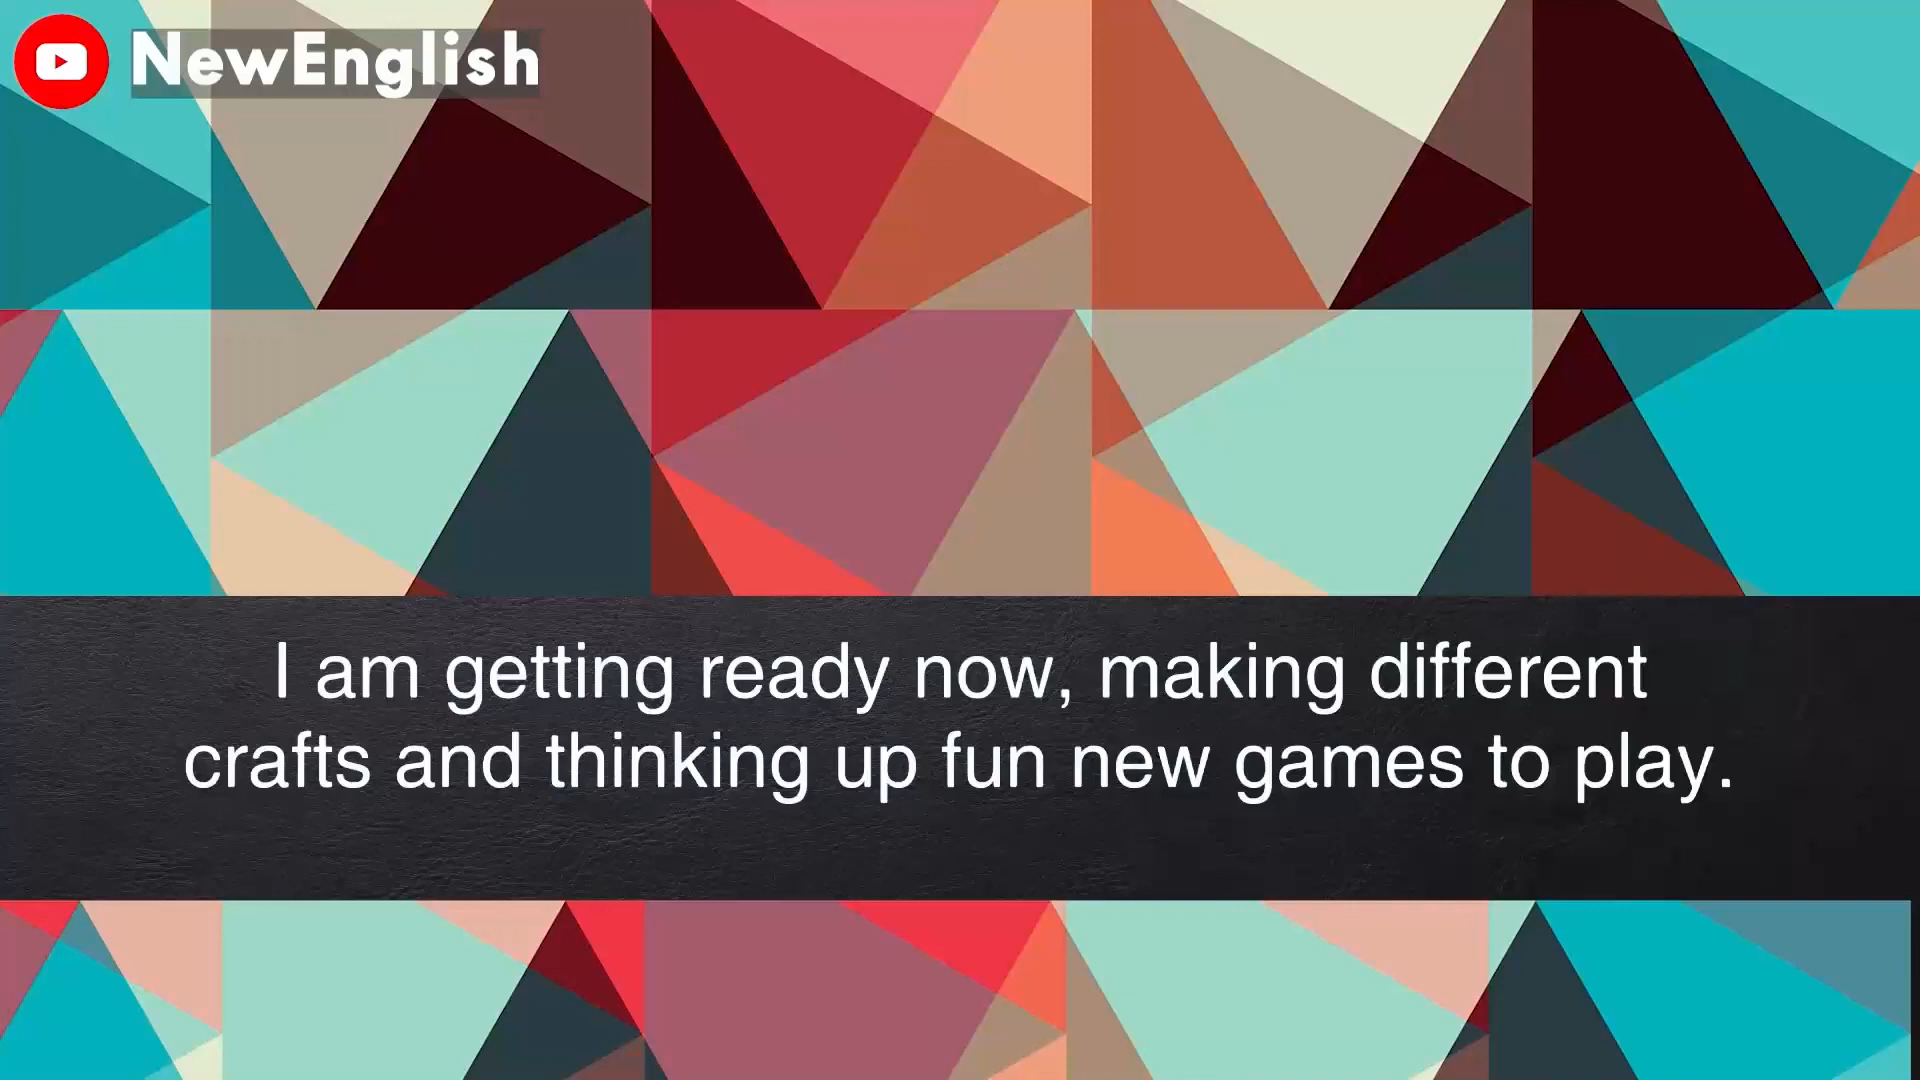 NewEnglish
I am getting ready now, making different
crafts and thinking up fun new games to play.